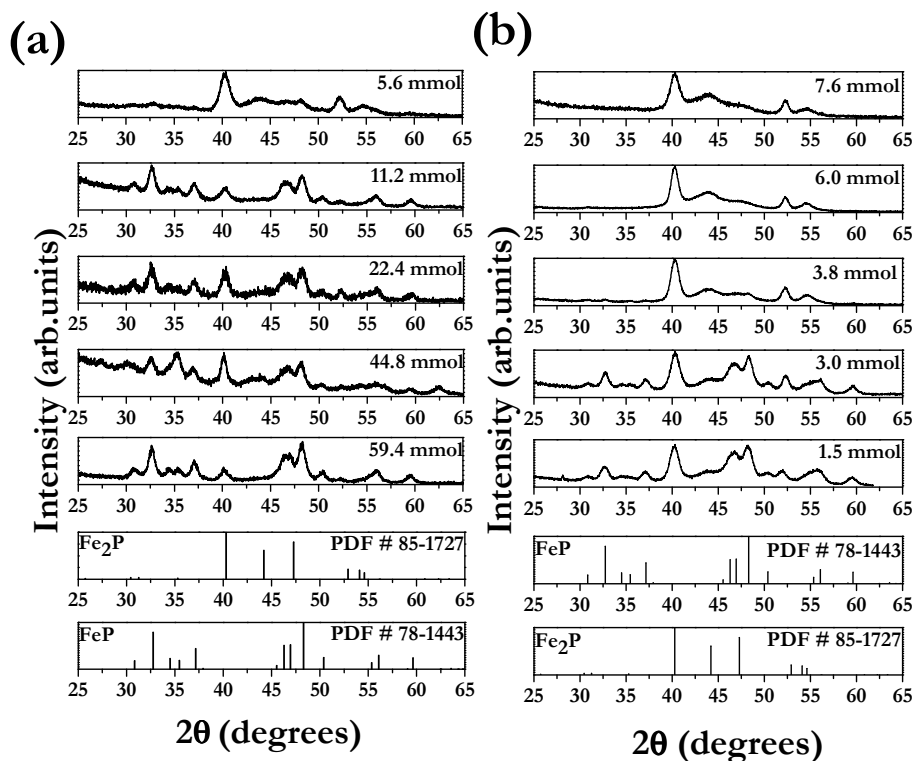 (a)
Intensity (arb.units)
5.6 mmol
25 30 35 40 45 50 55 60 65
11.2 mmol
25 30 35 40 45 50 55 60 65
22.4 mmol
25 30 35 40 45 50 55 60 65
44.8 mmol
25 30 35 40 45 50 55 60 65
59.4 mmol
25 30 35 40 45 50 55 60 65
Fe₂P PDF # 85-1727
25 30 35 40 45 50 55 60 65
FeP PDF # 78-1443
25 30 35 40 45 50 55 60 65
2θ (degrees)
(b)
Intensity (arb.units)
7.6 mmol
25 30 35 40 45 50 55 60 65
6.0 mmol
25 30 35 40 45 50 55 60 65
3.8 mmol
25 30 35 40 45 50 55 60 65
3.0 mmol
25 30 35 40 45 50 55 60 65
1.5 mmol
25 30 35 40 45 50 55 60 65
FeP PDF # 78-1443
25 30 35 40 45 50 55 60 65
Fe₂P PDF # 85-1727
25 30 35 40 45 50 55 60 65
2θ (degrees)